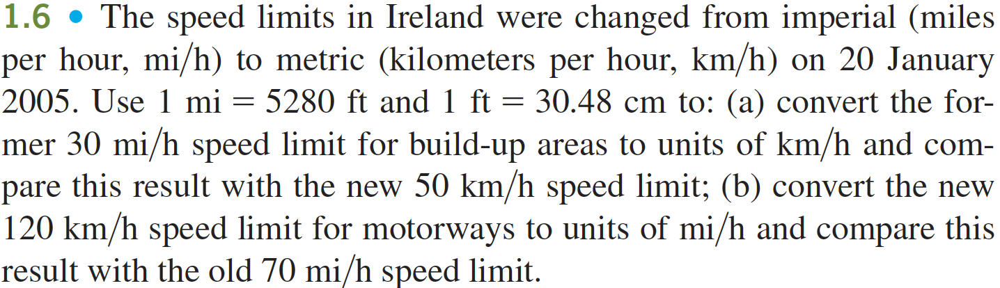 1.6 • The speed limits in Ireland were changed from imperial (miles
per hour, mi/h) to metric (kilometers per hour, km/h) on 20 January
2005. Use 1 mi = 5280 ft and 1 ft = 30.48 cm to: (a) convert the for-
mer 30 mi/h speed limit for build-up areas to units of km/h and com-
pare this result with the new 50 km/h speed limit; (b) convert the new
120 km/h speed limit for motorways to units of mi/h and compare this
result with the old 70 mi/h speed limit.